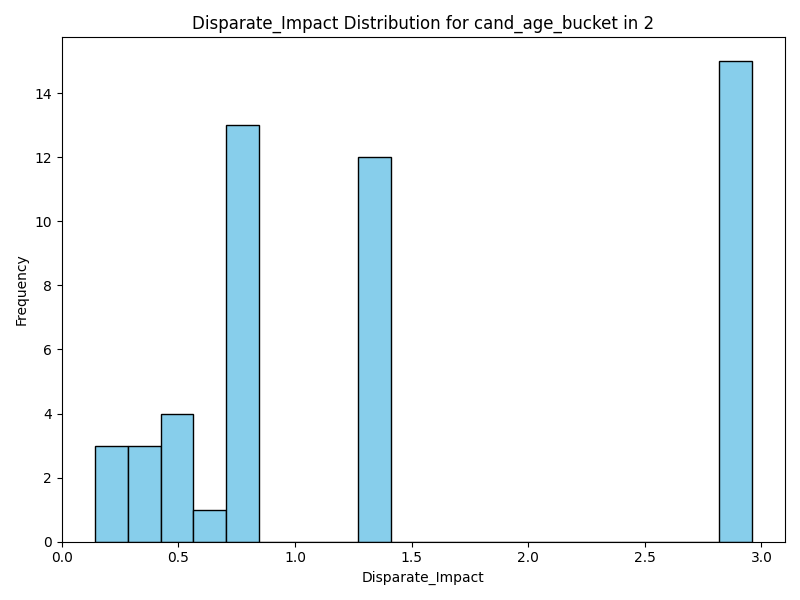 Disparate_Impact Distribution for cand_age_bucket in 2
14
12
10
8
6
4
2
0
Frequency
0.0 0.5 1.0 1.5 2.0 2.5 3.0
Disparate_Impact